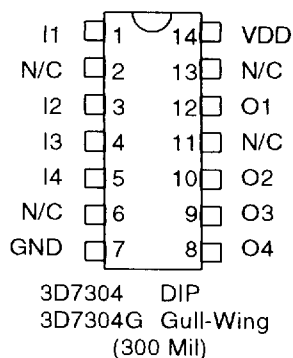 I1 1 14 VDD
N/C 2 13 N/C
I2 3 12 O1
I3 4 11 N/C
I4 5 10 O2
N/C 6 9 O3
GND 7 8 O4
3D7304 DIP
3D7304G Gull-Wing
(300 Mil)